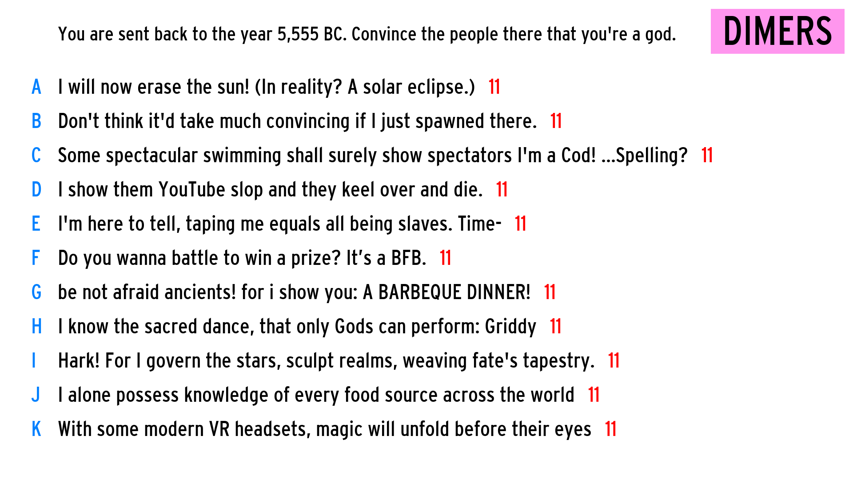 You are sent back to the year 5,555 BC. Convince the people there that you're a god.
DIMERS
A I will now erase the sun! (In reality? A solar eclipse.) 11
B Don't think it'd take much convincing if I just spawned there. 11
C Some spectacular swimming shall surely show spectators I'm a Cod! ...Spelling? 11
D I show them YouTube slop and they keel over and die. 11
E I'm here to tell, taping me equals all being slaves. Time- 11
F Do you wanna battle to win a prize? It’s a BFB. 11
G be not afraid ancients! for i show you: A BARBEQUE DINNER! 11
H I know the sacred dance, that only Gods can perform: Griddy 11
I Hark! For I govern the stars, sculpt realms, weaving fate's tapestry. 11
J I alone possess knowledge of every food source across the world 11
K With some modern VR headsets, magic will unfold before their eyes 11